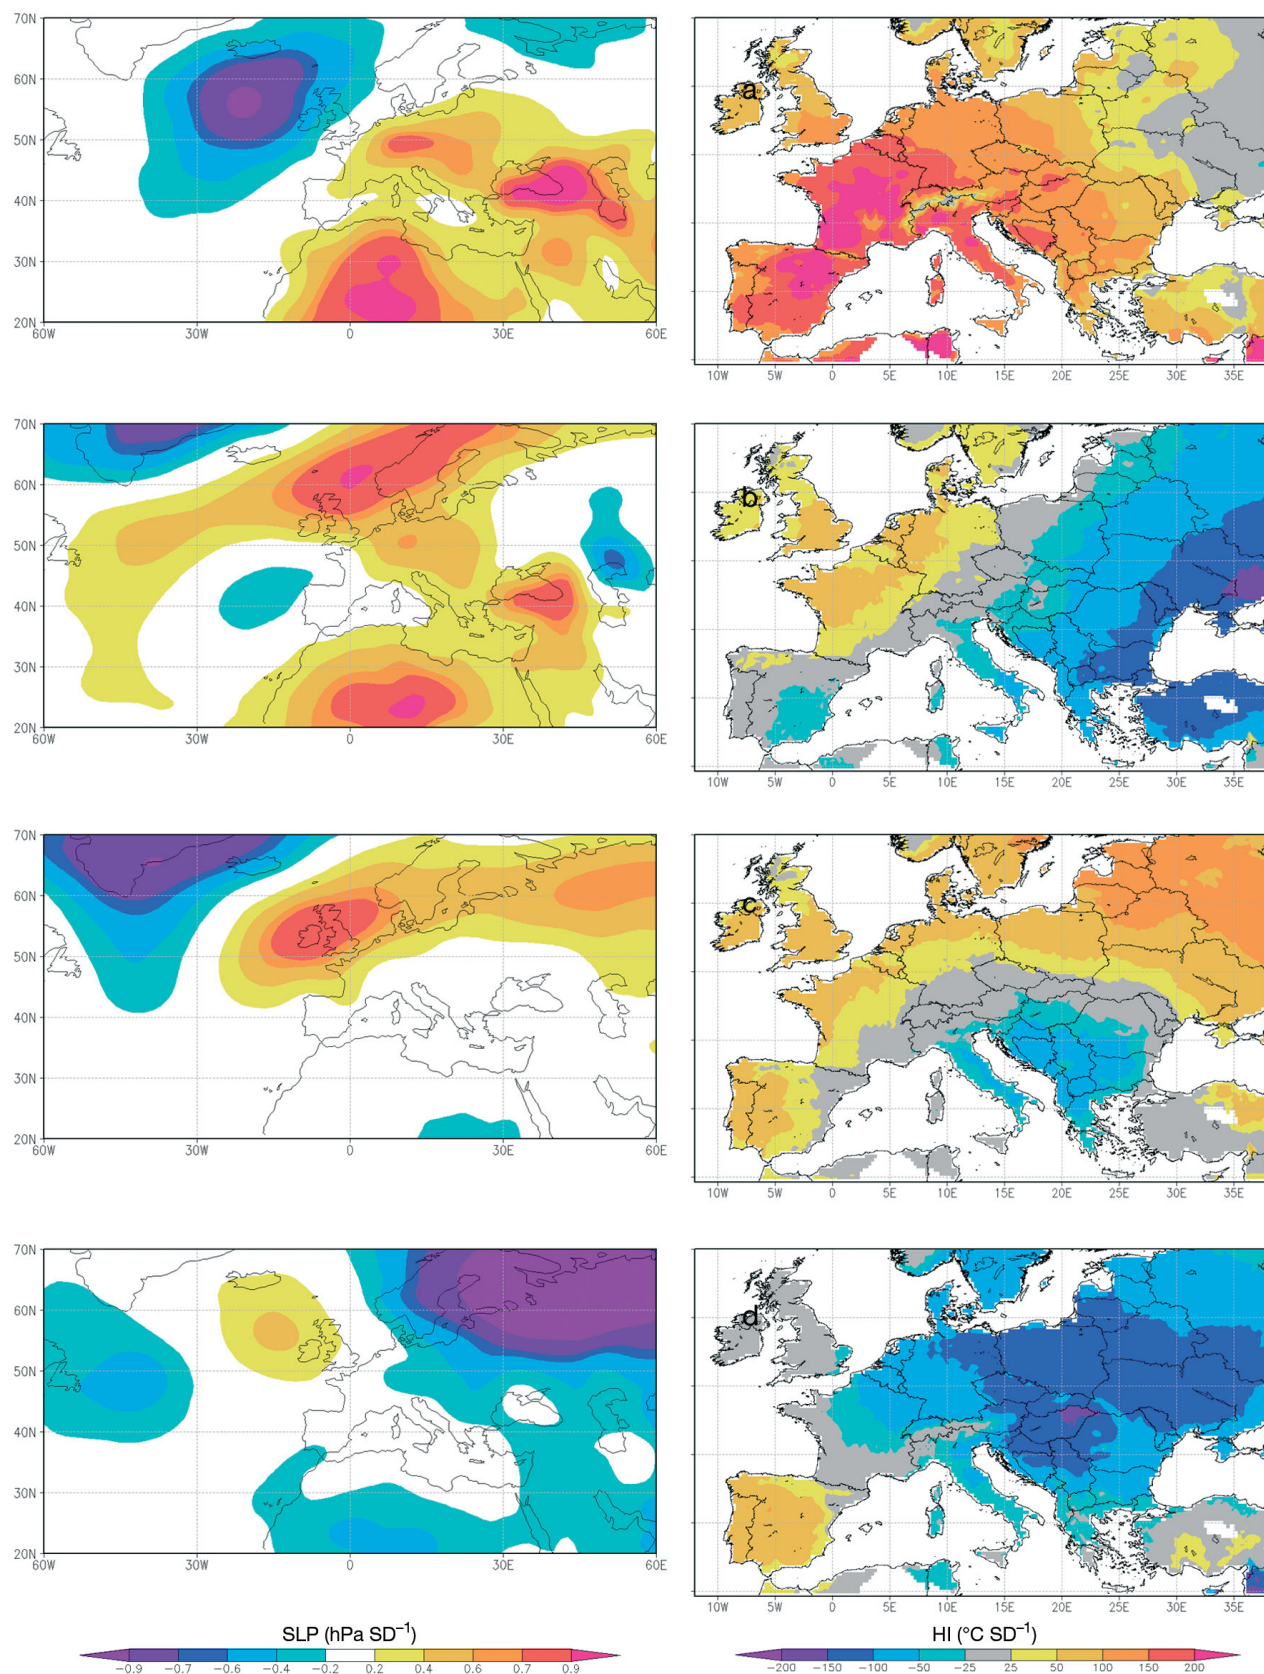 70N
60N
50N
40N
30N
20N
60W 30W 0 30E 60E
a
10W 5W 0 5E 10E 15E 20E 25E 30E 35E
70N
60N
50N
40N
30N
20N
60W 30W 0 30E 60E
b
10W 5W 0 5E 10E 15E 20E 25E 30E 35E
70N
60N
50N
40N
30N
20N
60W 30W 0 30E 60E
c
10W 5W 0 5E 10E 15E 20E 25E 30E 35E
70N
60N
50N
40N
30N
20N
60W 30W 0 30E 60E
d
10W 5W 0 5E 10E 15E 20E 25E 30E 35E
SLP (hPa SD⁻¹)
−0.9 −0.7 −0.6 −0.4 −0.2 0.2 0.4 0.6 0.7 0.9
HI (°C SD⁻¹)
−200 −150 −100 −50 −25 25 50 100 150 200